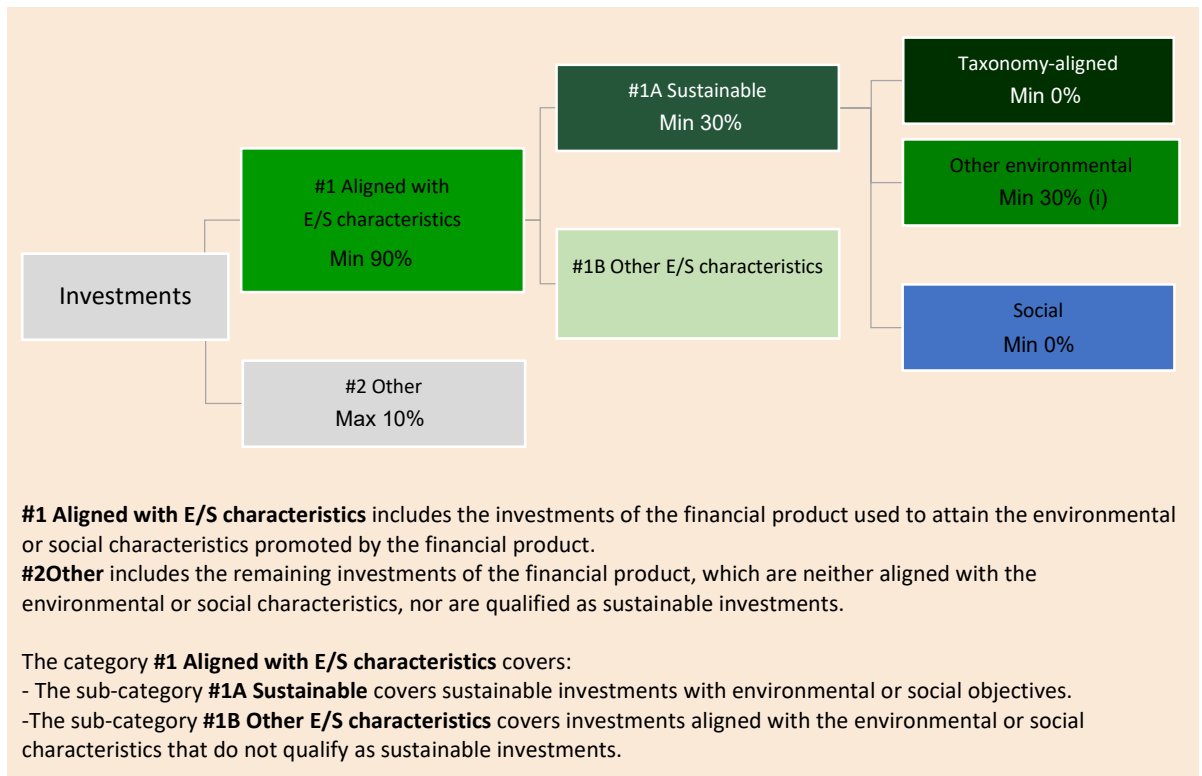 Investments
#1 Aligned with
E/S characteristics
Min 90%
#2 Other
Max 10%
#1A Sustainable
Min 30%
#1B Other E/S characteristics
Taxonomy-aligned
Min 0%
Other environmental
Min 30% (i)
Social
Min 0%
#1 Aligned with E/S characteristics includes the investments of the financial product used to attain the environmental
or social characteristics promoted by the financial product.
#2Other includes the remaining investments of the financial product, which are neither aligned with the
environmental or social characteristics, nor are qualified as sustainable investments.
The category #1 Aligned with E/S characteristics covers:
- The sub-category #1A Sustainable covers sustainable investments with environmental or social objectives.
-The sub-category #1B Other E/S characteristics covers investments aligned with the environmental or social
characteristics that do not qualify as sustainable investments.